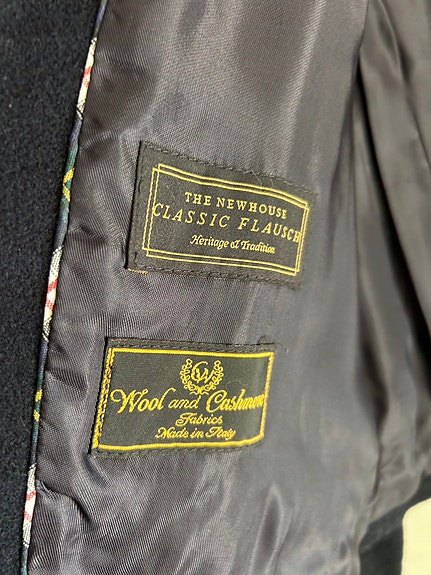 THE NEWHOUSE
CLASSIC FLAUSCH
Heritage & Tradition
W
Wool and Cashmere
Fabrics
Made in Italy